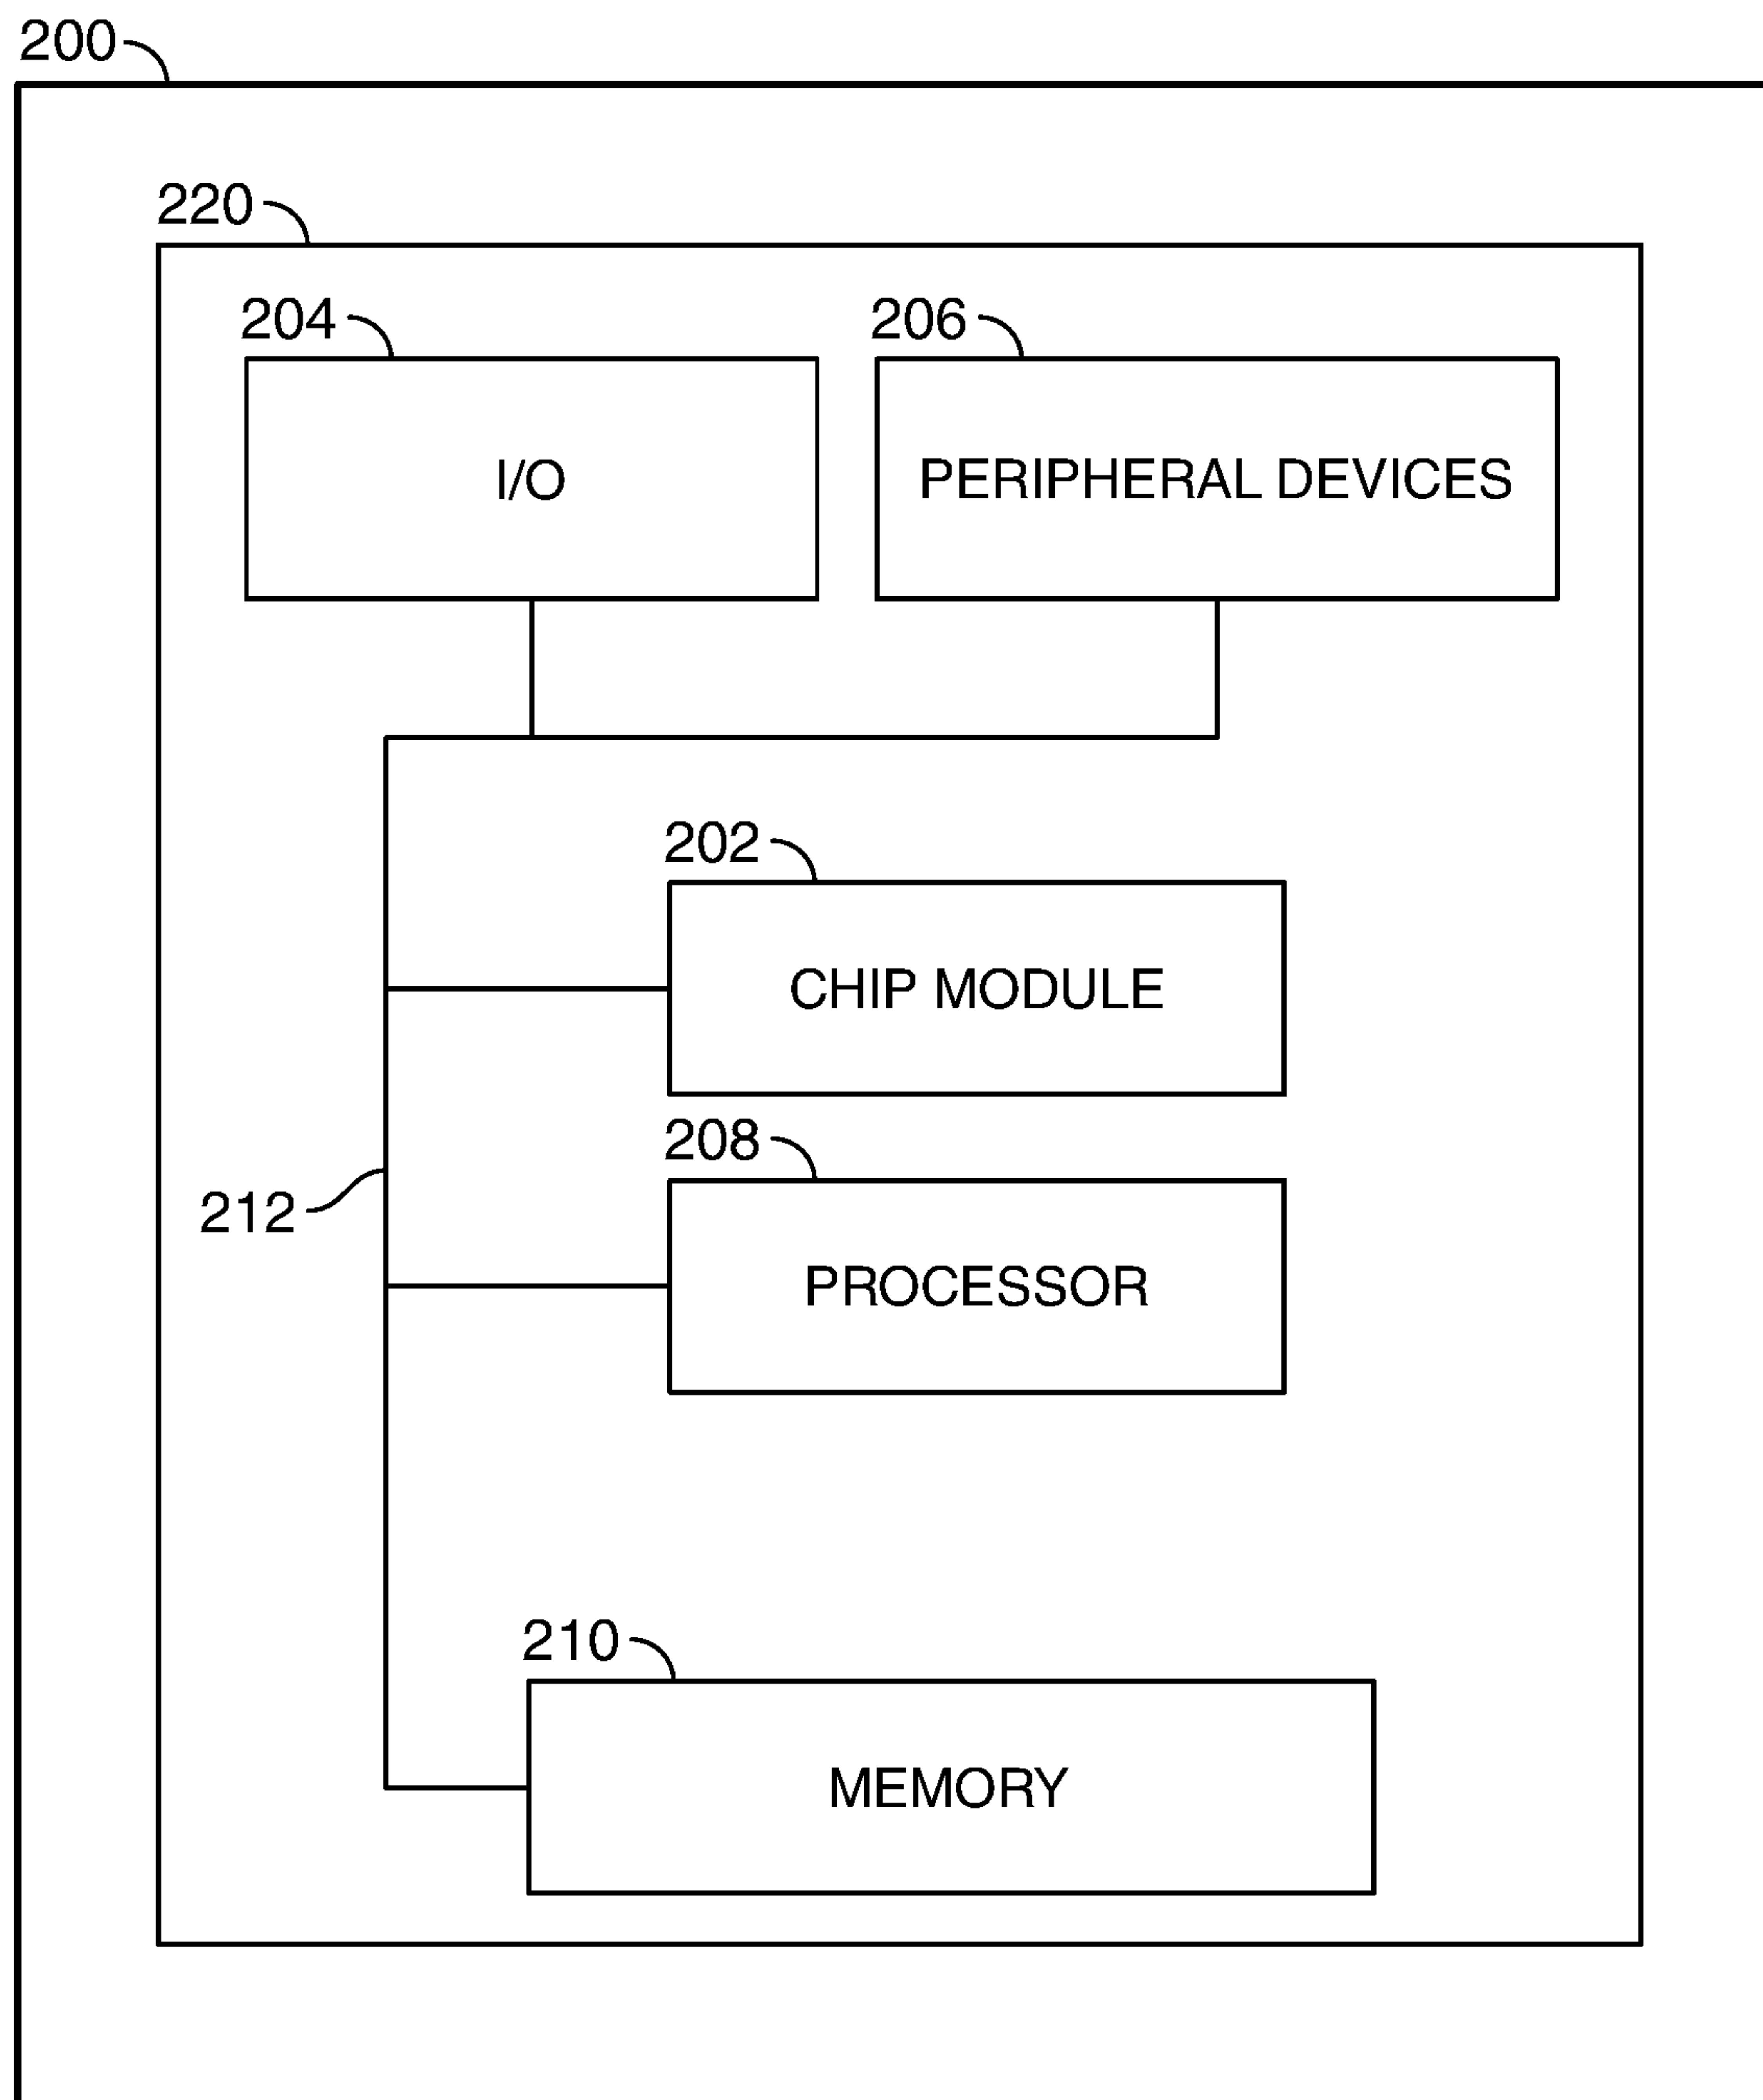 200
220
204
206
I/O
PERIPHERAL DEVICES
202
CHIP MODULE
208
212
PROCESSOR
210
MEMORY